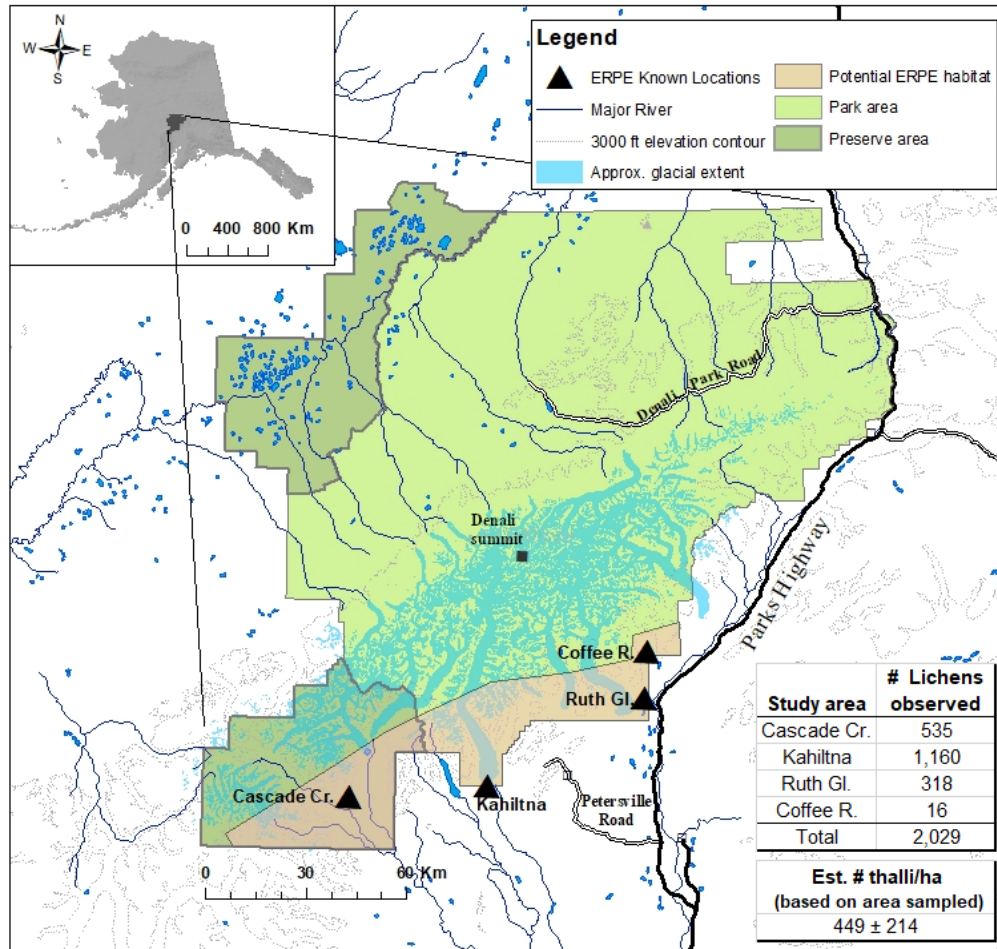 N
W E
S
0 400 800 Km
Legend
ERPE Known Locations
Major River
3000 ft elevation contour
Approx. glacial extent
Potential ERPE habitat
Park area
Preserve area
Denali Park Road
Denali
summit
Parks Highway
Coffee R.
Ruth Gl.
Cascade Cr.
Kahiltna
Petersville
Road
0 30 60 Km
Study area # Lichens observed
Cascade Cr. 535
Kahiltna 1,160
Ruth Gl. 318
Coffee R. 16
Total 2,029
Est. # thalli/ha
(based on area sampled)
449 ± 214